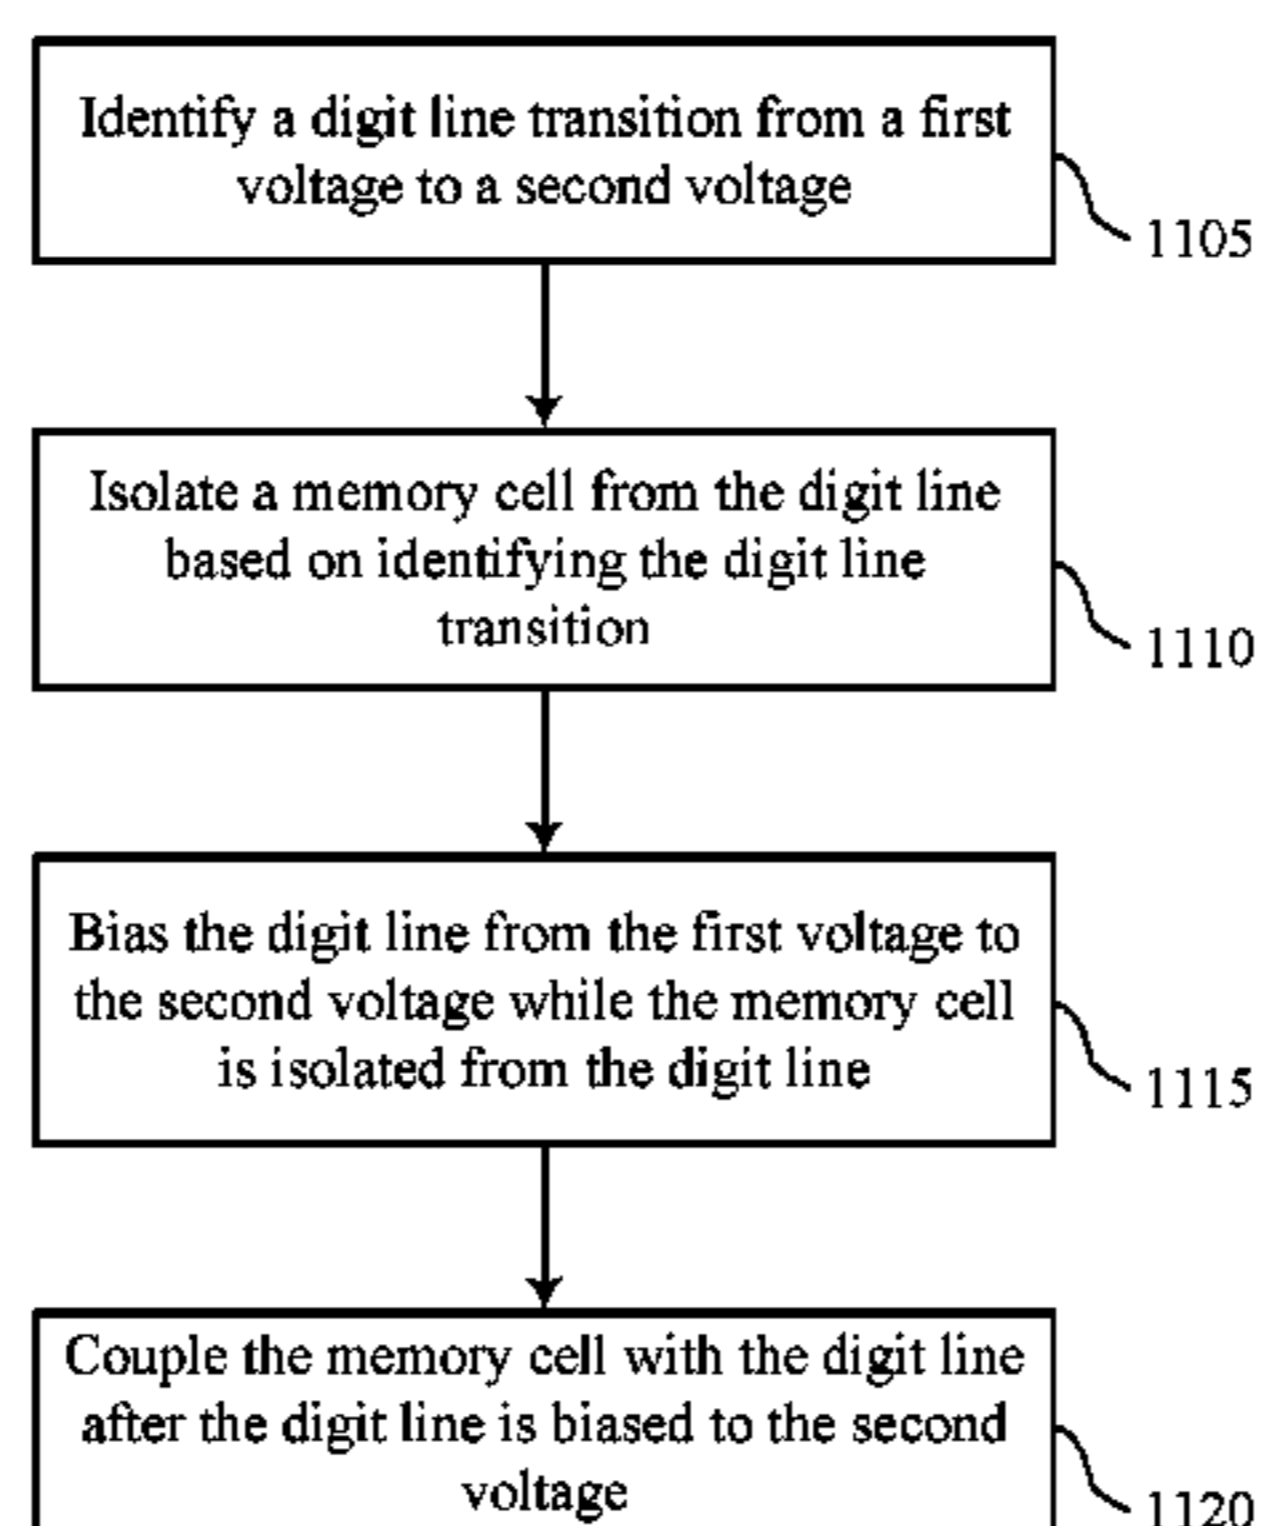 Identify a digit line transition from a first
voltage to a second voltage
1105
Isolate a memory cell from the digit line
based on identifying the digit line
transition
1110
Bias the digit line from the first voltage to
the second voltage while the memory cell
is isolated from the digit line
1115
Couple the memory cell with the digit line
after the digit line is biased to the second
voltage
1120